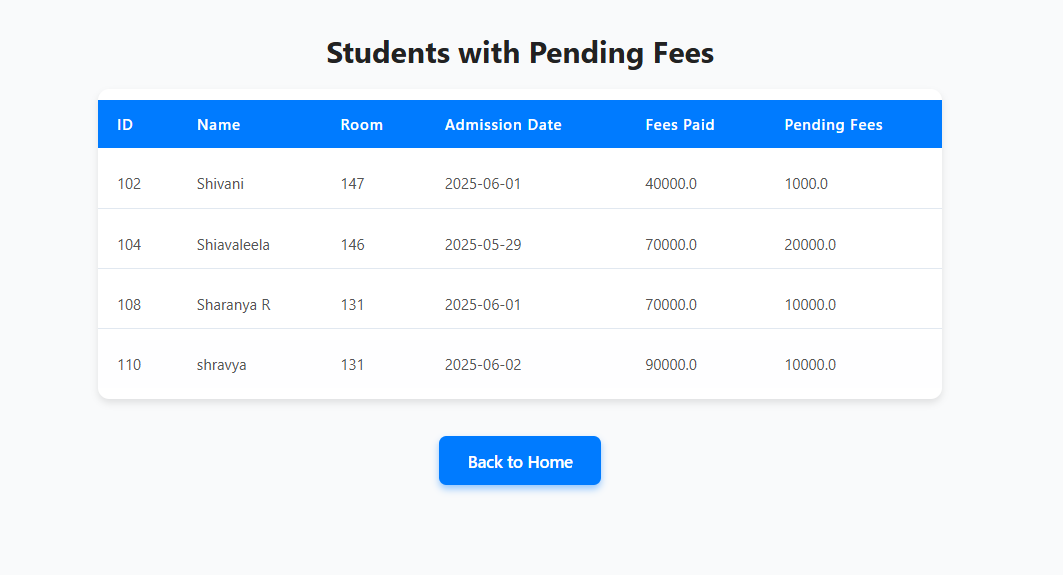 Students with Pending Fees
ID Name Room Admission Date Fees Paid Pending Fees
102 Shivani 147 2025-06-01 40000.0 1000.0
104 Shiavaleela 146 2025-05-29 70000.0 20000.0
108 Sharanya R 131 2025-06-01 70000.0 10000.0
110 shravya 131 2025-06-02 90000.0 10000.0
Back to Home